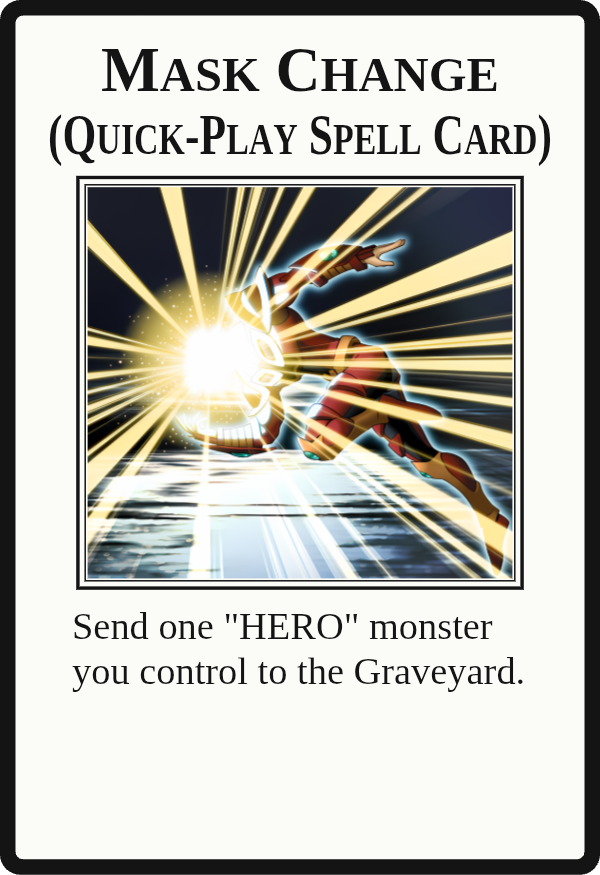 Mask Change
(Quick-Play Spell Card)
Send one "HERO" monster
you control to the Graveyard.